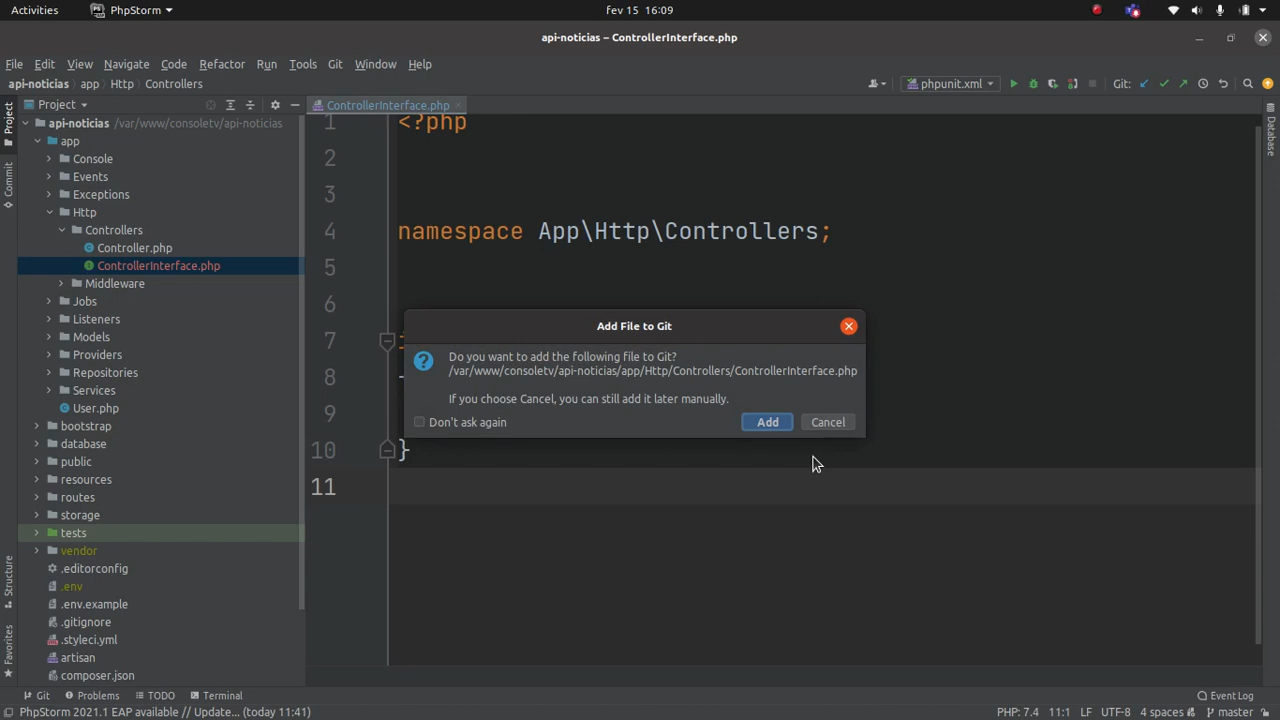 Activities
PhpStorm
fev 15 16:09
api-noticias – ControllerInterface.php
File Edit View Navigate Code Refactor Run Tools Git Window Help
api-noticias app Http Controllers
phpunit.xml
Git:
Project
ControllerInterface.php
api-noticias /var/www/consoletv/api-noticias
app
Console
Events
Exceptions
Http
Controllers
Controller.php
ControllerInterface.php
Middleware
Jobs
Listeners
Models
Providers
Repositories
Services
User.php
bootstrap
database
public
resources
routes
storage
tests
vendor
.editorconfig
.env
.env.example
.gitignore
.styleci.yml
artisan
composer.json
1 <?php
2
3
4 namespace App\Http\Controllers;
5
6
7
8
9
10 }
11
Add File to Git
Do you want to add the following file to Git?
/var/www/consoletv/api-noticias/app/Http/Controllers/ControllerInterface.php
If you choose Cancel, you can still add it later manually.
Don't ask again
Add
Cancel
Project
Commit
Structure
Favorites
Database
Git Problems TODO Terminal
Event Log
PhpStorm 2021.1 EAP available // Update... (today 11:41)
PHP: 7.4 11:1 LF UTF-8 4 spaces master